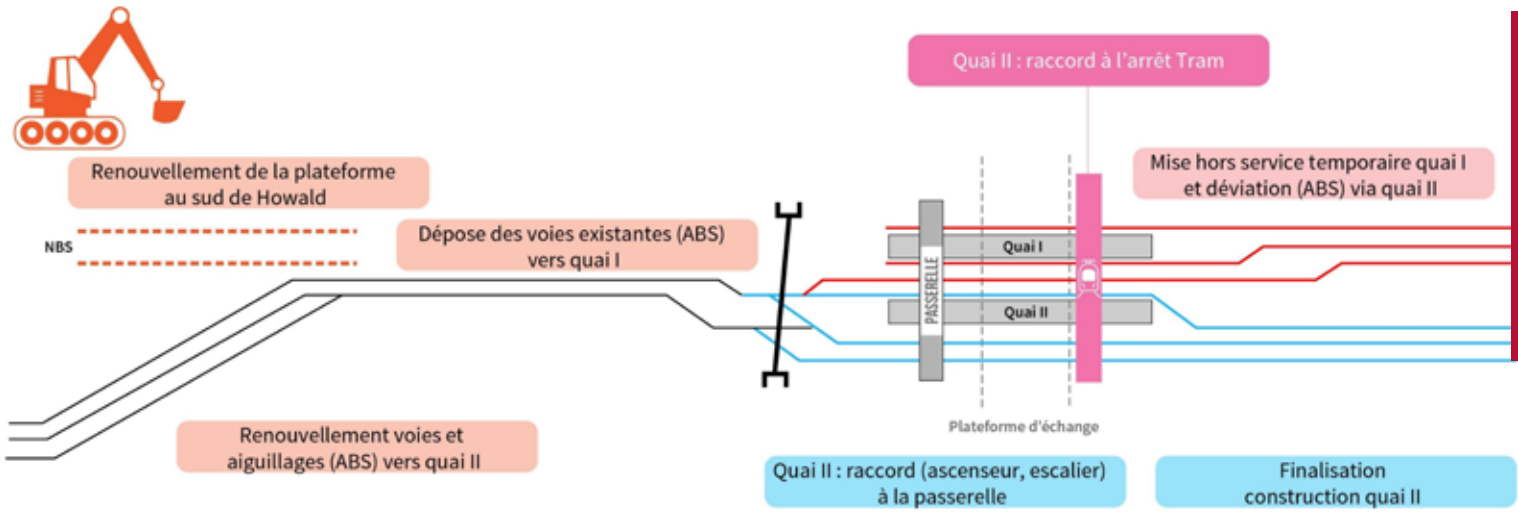 Quai II : raccord à l'arrêt Tram
Renouvellement de la plateforme
au sud de Howald
Mise hors service temporaire quai I
et déviation (ABS) via quai II
NBS
Dépose des voies existantes (ABS)
vers quai I
Quai I
PASSERELLE
Quai II
Plateforme d'échange
Renouvellement voies et
aiguillages (ABS) vers quai II
Quai II : raccord (ascenseur, escalier)
à la passerelle
Finalisation
construction quai II